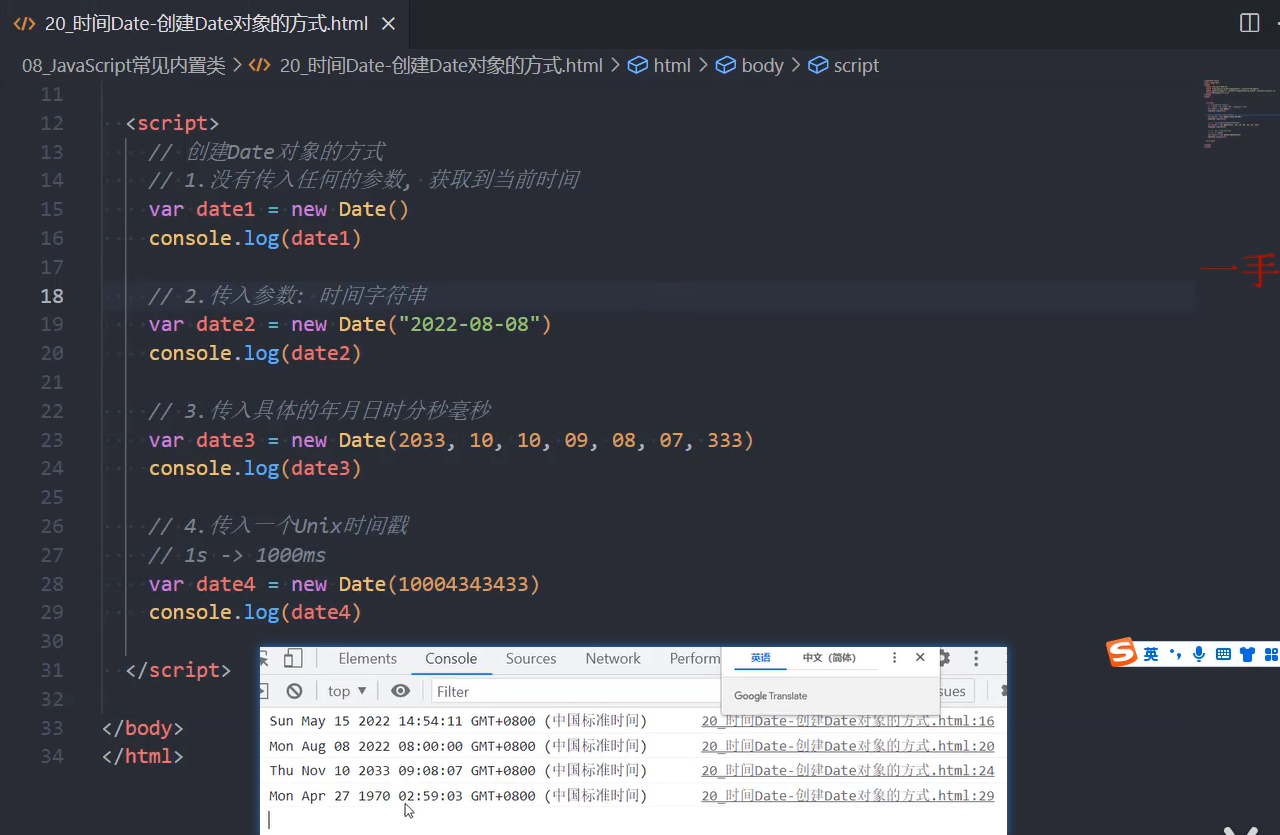 20_时间Date-创建Date对象的方式.html
08_JavaScript常见内置类 > 20_时间Date-创建Date对象的方式.html > html > body > script
11
12 <script>
13 // 创建Date对象的方式
14 // 1.没有传入任何的参数, 获取到当前时间
15 var date1 = new Date()
16 console.log(date1)
17
18 // 2.传入参数: 时间字符串
19 var date2 = new Date("2022-08-08")
20 console.log(date2)
21
22 // 3.传入具体的年月日时分秒毫秒
23 var date3 = new Date(2033, 10, 10, 09, 08, 07, 333)
24 console.log(date3)
25
26 // 4.传入一个Unix时间戳
27 // 1s -> 1000ms
28 var date4 = new Date(10004343433)
29 console.log(date4)
30
31 </script>
32
33 </body>
34 </html>
一手
英
Elements Console Sources Network Perform
英语 中文 (简体)
top Filter
Google Translate
sues
Sun May 15 2022 14:54:11 GMT+0800 (中国标准时间) 20_时间Date-创建Date对象的方式.html:16
Mon Aug 08 2022 08:00:00 GMT+0800 (中国标准时间) 20_时间Date-创建Date对象的方式.html:20
Thu Nov 10 2033 09:08:07 GMT+0800 (中国标准时间) 20_时间Date-创建Date对象的方式.html:24
Mon Apr 27 1970 02:59:03 GMT+0800 (中国标准时间) 20_时间Date-创建Date对象的方式.html:29